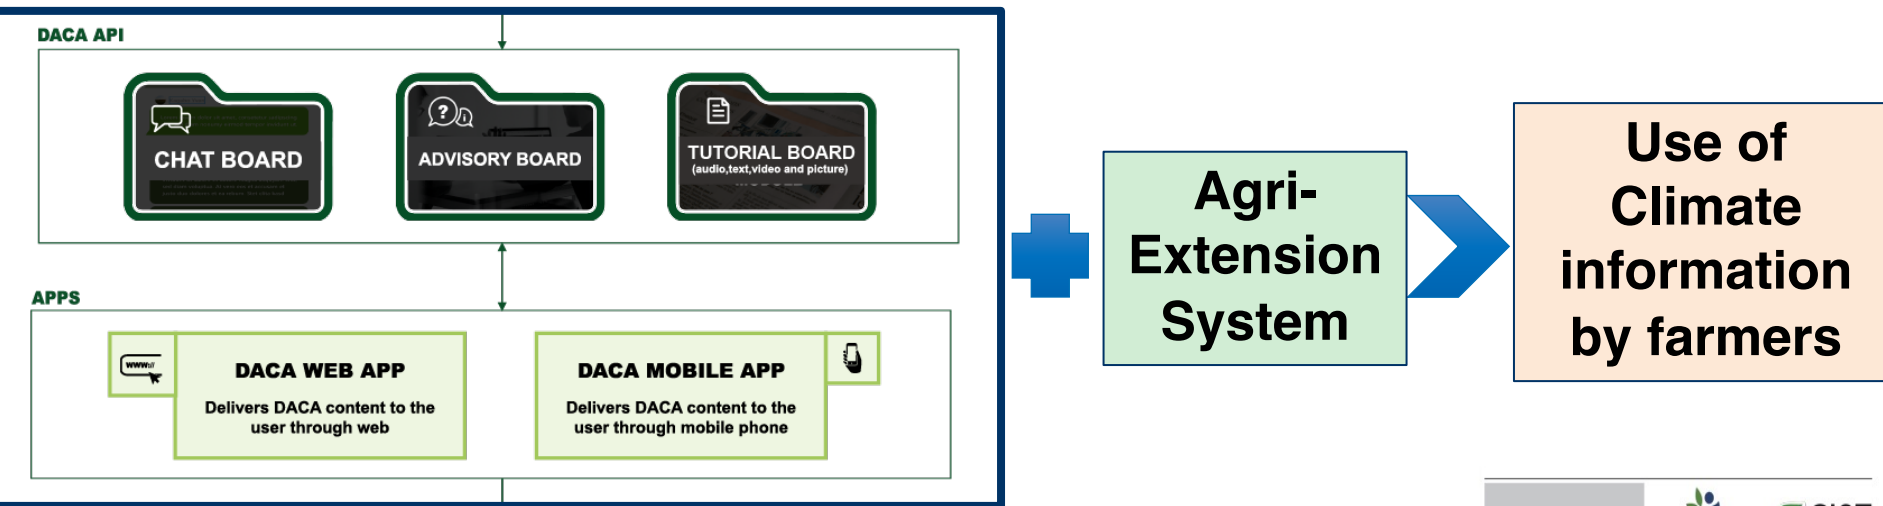 DACA API
CHAT BOARD
ADVISORY BOARD
TUTORIAL BOARD
(audio,text,video and picture)
APPS
www
DACA WEB APP
Delivers DACA content to the
user through web
DACA MOBILE APP
Delivers DACA content to the
user through mobile phone
Agri-
Extension
System
Use of
Climate
information
by farmers